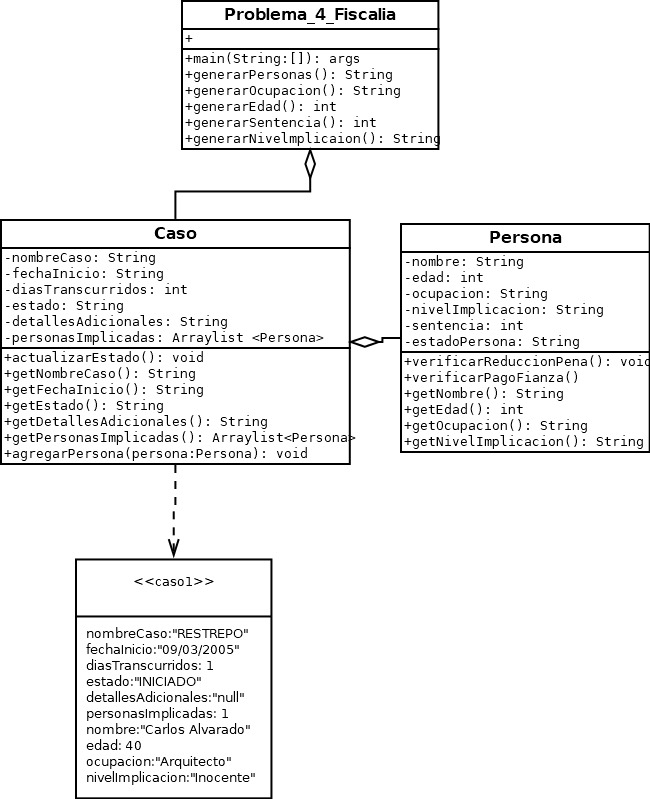 Problema_4_Fiscalia
+
+main(String:[]): args
+generarPersonas(): String
+generarOcupacion(): String
+generarEdad(): int
+generarSentencia(): int
+generarNivelmplicaion(): String
Caso
-nombreCaso: String
-fechaInicio: String
-diasTranscurridos: int
-estado: String
-detallesAdicionales: String
-personasImplicadas: Arraylist <Persona>
+actualizarEstado(): void
+getNombreCaso(): String
+getFechaInicio(): String
+getEstado(): String
+getDetallesAdicionales(): String
+getPersonasImplicadas(): Arraylist<Persona>
+agregarPersona(persona:Persona): void
Persona
-nombre: String
-edad: int
-ocupacion: String
-nivelImplicacion: String
-sentencia: int
-estadoPersona: String
+verificarReduccionPena(): void
+verificarPagoFianza()
+getNombre(): String
+getEdad(): int
+getOcupacion(): String
+getNivelImplicacion(): String
<<caso1>>
nombreCaso:"RESTREPO"
fechaInicio:"09/03/2005"
diasTranscurridos: 1
estado:"INICIADO"
detallesAdicionales:"null"
personasImplicadas: 1
nombre:"Carlos Alvarado"
edad: 40
ocupacion:"Arquitecto"
nivelImplicacion:"Inocente"